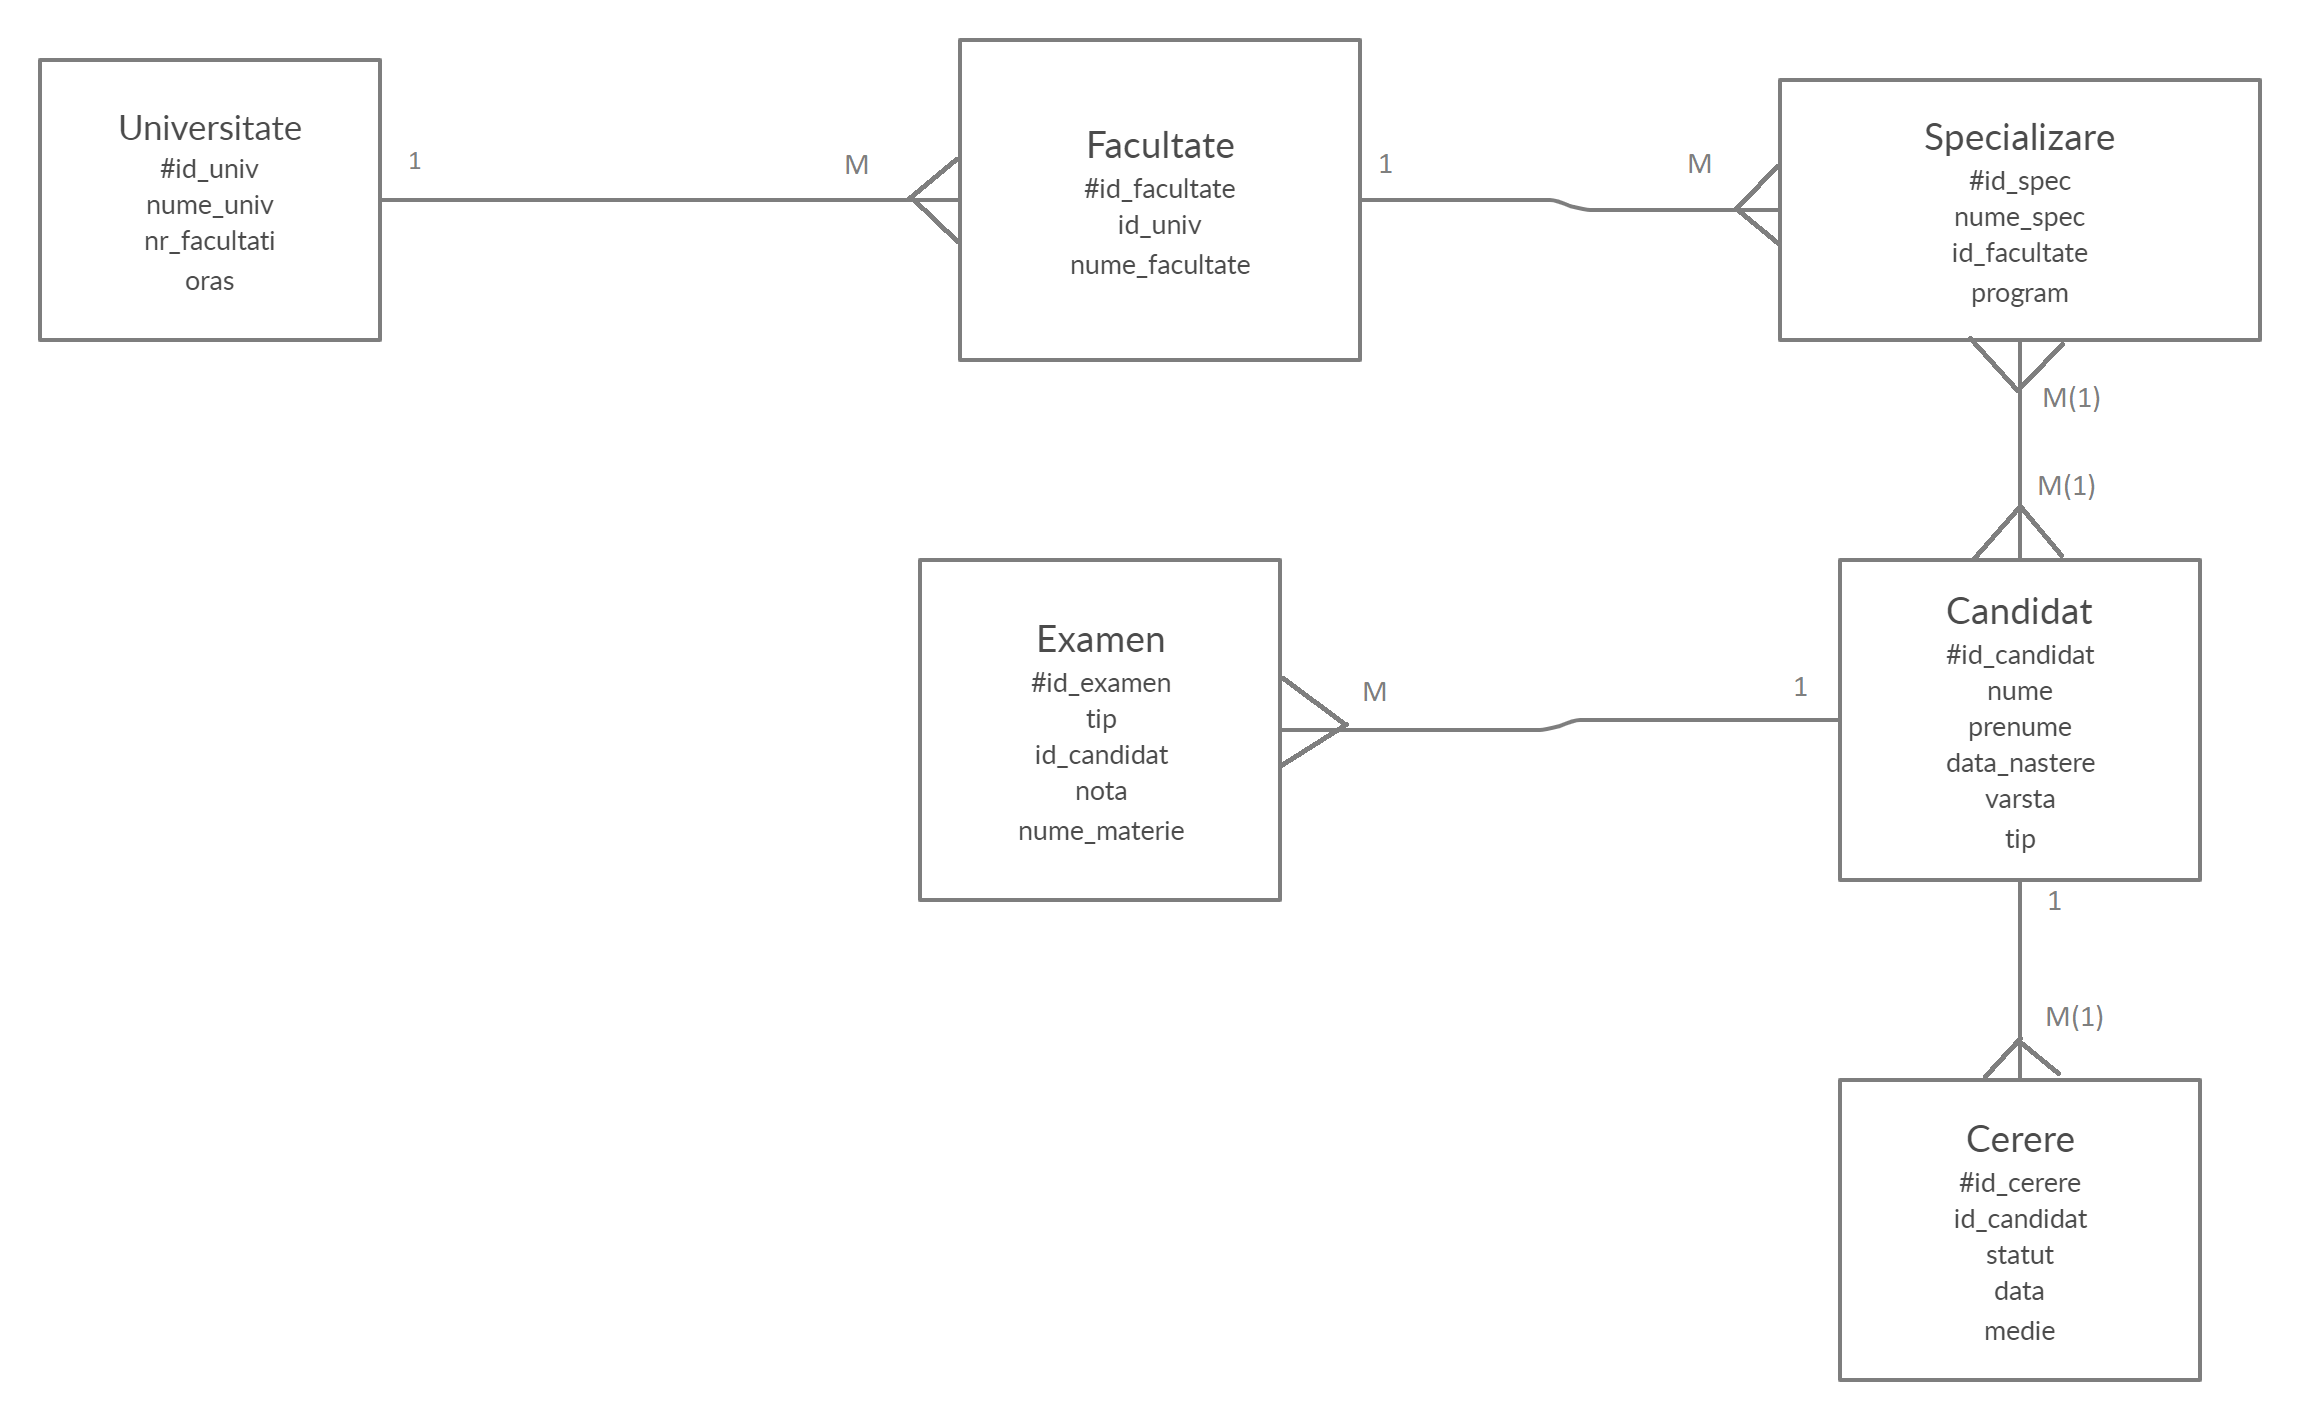 Universitate
#id_univ
nume_univ
nr_facultati
oras
1
M
Facultate
#id_facultate
id_univ
nume_facultate
1
M
Specializare
#id_spec
nume_spec
id_facultate
program
M(1)
M(1)
Examen
#id_examen
tip
id_candidat
nota
nume_materie
M
1
Candidat
#id_candidat
nume
prenume
data_nastere
varsta
tip
1
M(1)
Cerere
#id_cerere
id_candidat
statut
data
medie